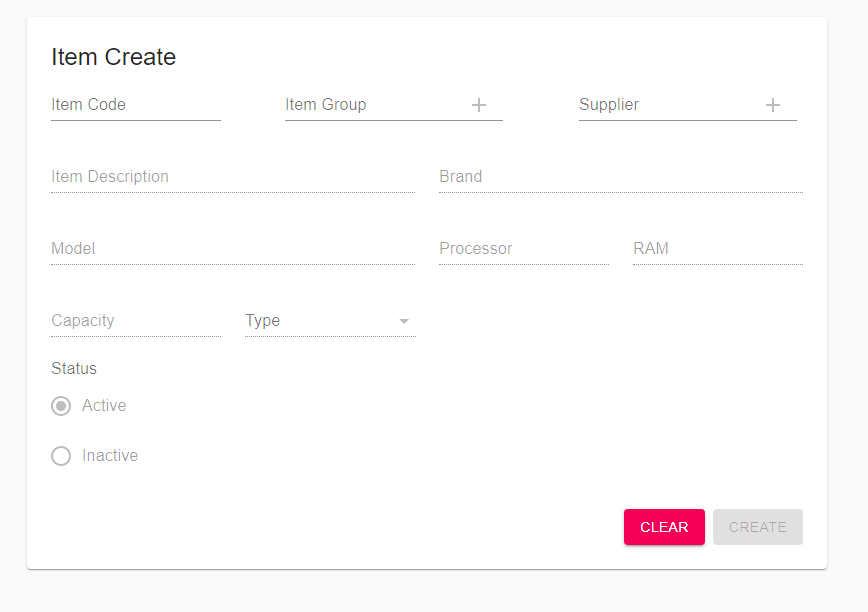 Item Create
Item Code Item Group Supplier
Item Description Brand
Model Processor RAM
Capacity Type
Status
Active
Inactive
CLEAR CREATE